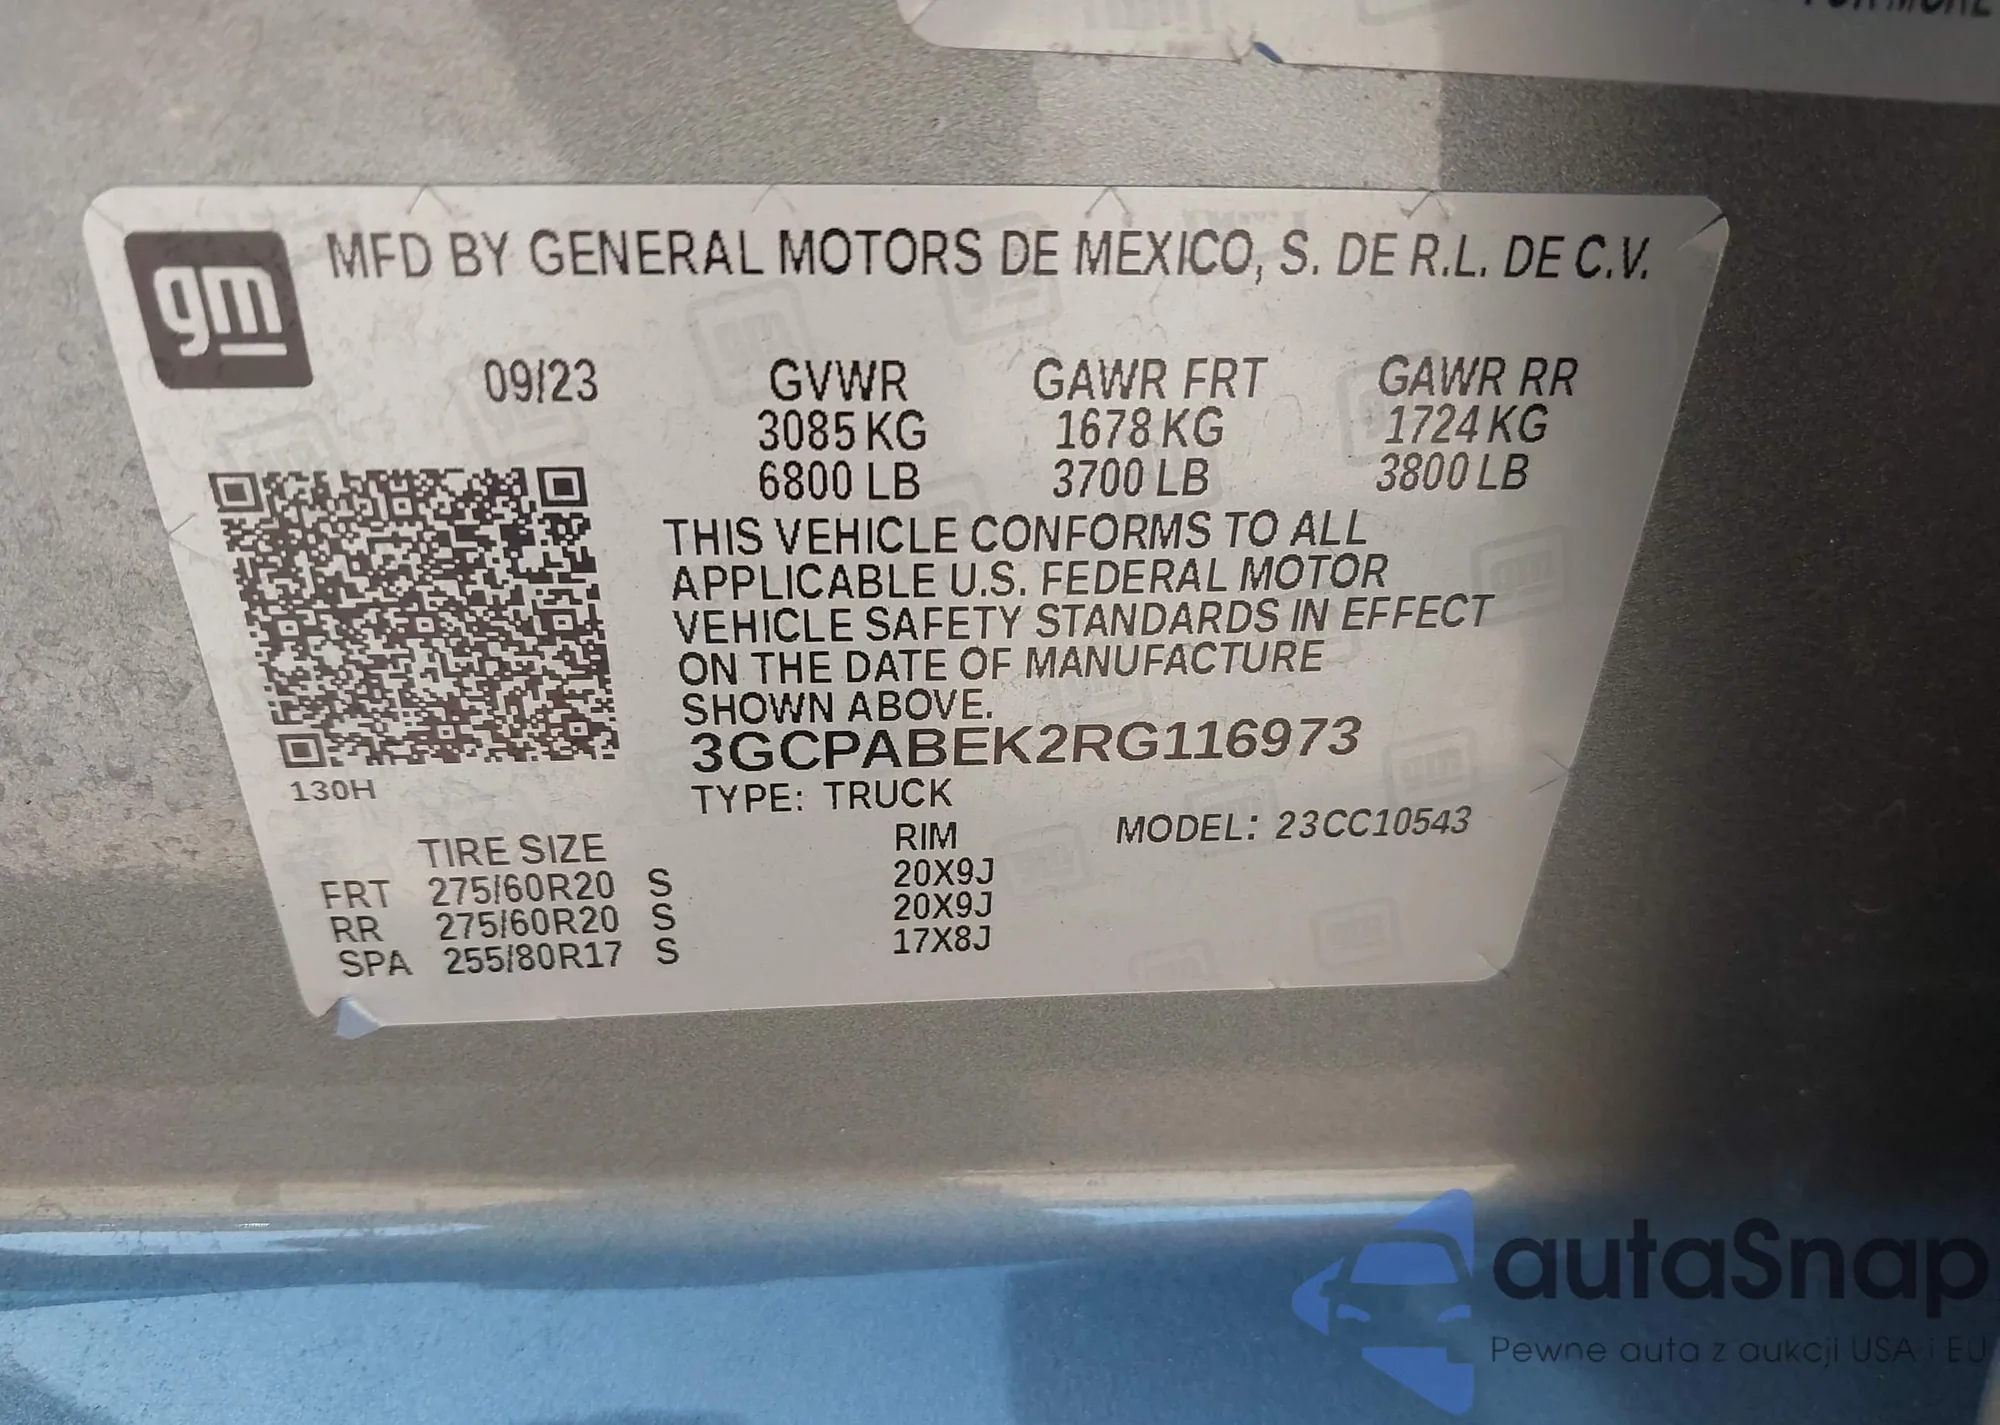 FOR MORE
gm
MFD BY GENERAL MOTORS DE MEXICO, S. DE R.L. DE C.V.
09/23 GVWR GAWR FRT GAWR RR
3085 KG 1678 KG 1724 KG
6800 LB 3700 LB 3800 LB
THIS VEHICLE CONFORMS TO ALL
APPLICABLE U.S. FEDERAL MOTOR
VEHICLE SAFETY STANDARDS IN EFFECT
ON THE DATE OF MANUFACTURE
SHOWN ABOVE.
3GCPABEK2RG116973
130H
TYPE: TRUCK
TIRE SIZE RIM MODEL: 23CC10543
FRT 275/60R20 S 20X9J
RR 275/60R20 S 20X9J
SPA 255/80R17 S 17X8J
autaSnap
Pewne auta z aukcji USA i EU